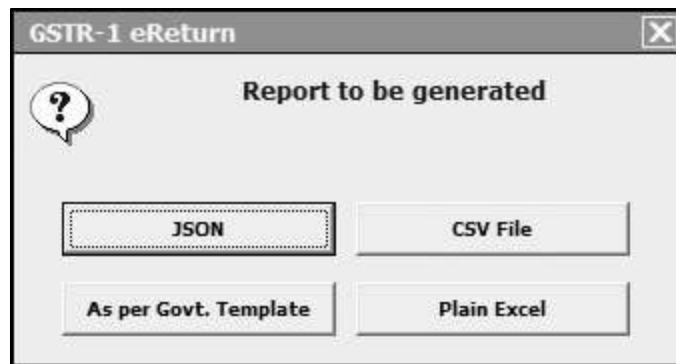 GSTR-1 eReturn
?
Report to be generated
JSON
CSV File
As per Govt. Template
Plain Excel